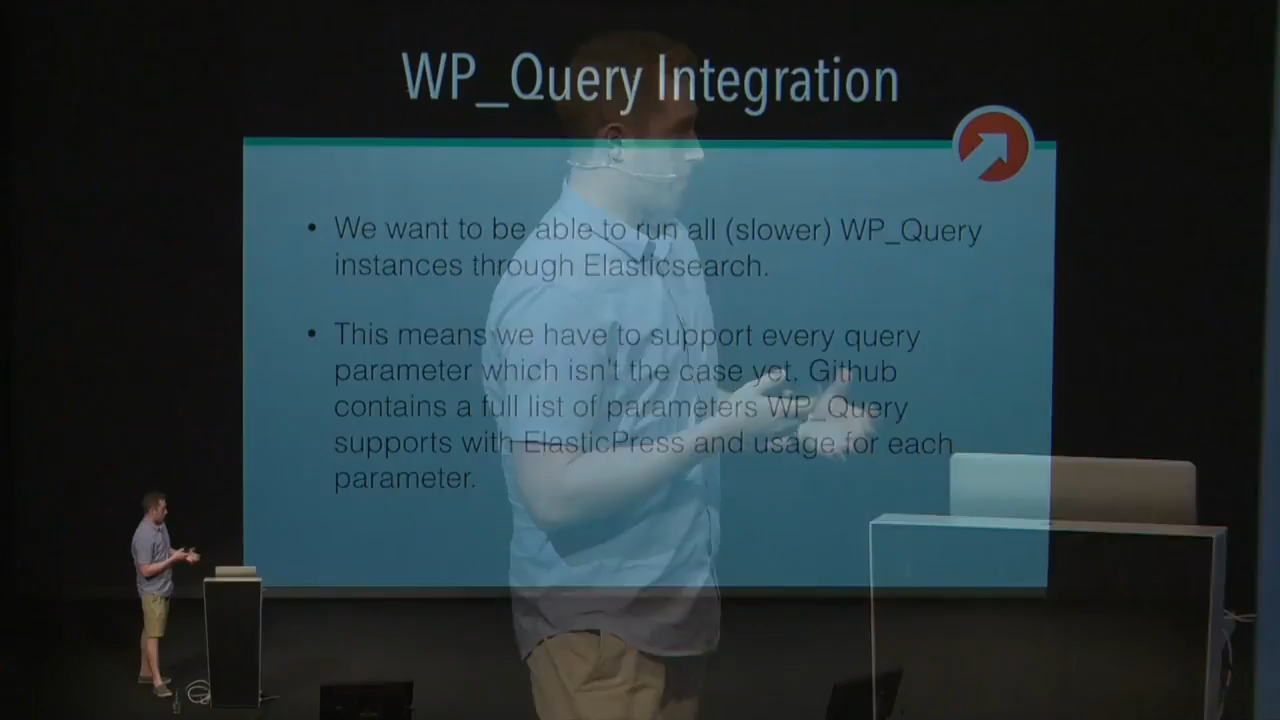 WP_Query Integration
• We want to be able to run all (slower) WP_Query
instances through Elasticsearch.
• This means we have to support every query
parameter which isn't the case yet. Github
contains a full list of parameters WP_Query
supports with ElasticPress and usage for each
parameter.